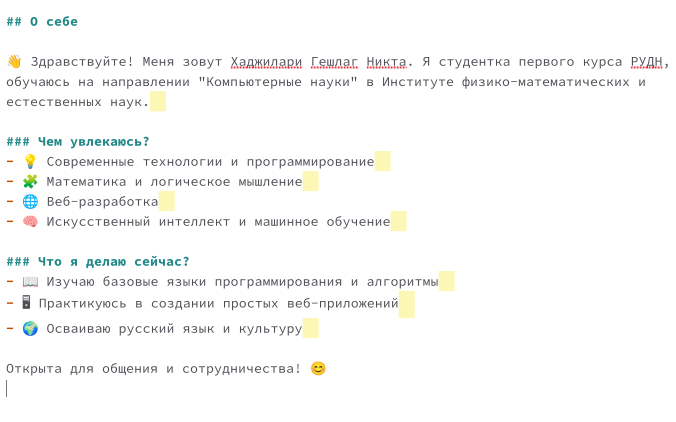 ## О себе
👋 Здравствуйте! Меня зовут Хаджилари Гешлаг Никта. Я студентка первого курса РУДН,
обучаюсь на направлении "Компьютерные науки" в Институте физико-математических и
естественных наук.
### Чем увлекаюсь?
- 💡 Современные технологии и программирование
- 🧩 Математика и логическое мышление
- 🌐 Веб-разработка
- 🧠 Искусственный интеллект и машинное обучение
### Что я делаю сейчас?
- 📖 Изучаю базовые языки программирования и алгоритмы
- 🖥 Практикуюсь в создании простых веб-приложений
- 🌍 Осваиваю русский язык и культуру
Открыта для общения и сотрудничества! 😊